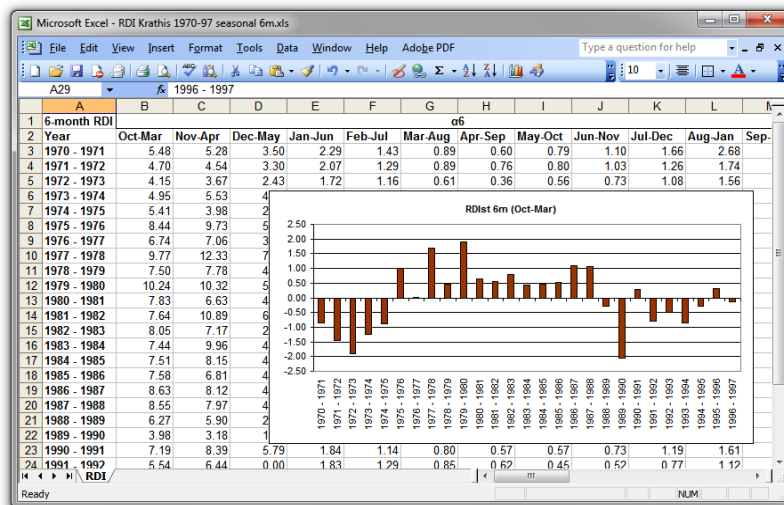 Microsoft Excel - RDI Krathis 1970-97 seasonal 6m.xls
File Edit View Insert Format Tools Data Window Help Adobe PDF Type a question for help
10
A29 fx 1996 - 1997
A B C D E F G H I J K L M
1 6-month RDI α6
2 Year Oct-Mar Nov-Apr Dec-May Jan-Jun Feb-Jul Mar-Aug Apr-Sep May-Oct Jun-Nov Jul-Dec Aug-Jan Sep-
3 1970 - 1971 5.48 5.28 3.50 2.29 1.43 0.89 0.60 0.79 1.10 1.66 2.68
4 1971 - 1972 4.70 4.54 3.30 2.07 1.29 0.89 0.76 0.80 1.03 1.26 1.74
5 1972 - 1973 4.15 3.67 2.43 1.72 1.16 0.61 0.36 0.56 0.73 1.08 1.56
6 1973 - 1974 4.95 5.53 4
7 1974 - 1975 5.41 3.98 2
8 1975 - 1976 9.44 9.73 5
9 1976 - 1977 6.74 7.06 3
10 1977 - 1978 9.77 12.33 7
11 1978 - 1979 7.50 7.78 4
12 1979 - 1980 10.24 10.32 5
13 1980 - 1981 7.83 6.63 4
14 1981 - 1982 7.64 10.89 6
15 1982 - 1983 8.05 7.17 2
16 1983 - 1984 7.44 9.96 4
17 1984 - 1985 7.51 8.15 4
18 1985 - 1986 7.58 6.81 4
19 1986 - 1987 8.63 8.12 4
20 1987 - 1988 8.55 7.97 4
21 1988 - 1989 6.27 5.90 2
22 1989 - 1990 3.98 3.18 1
23 1990 - 1991 7.19 8.39 5.79 1.84 1.14 0.80 0.57 0.57 0.73 1.19 1.61
24 1991 - 1992 5.54 6.44 0.00 1.83 1.29 0.85 0.62 0.45 0.52 0.77 1.12
RDIst 6m (Oct-Mar)
2.50
2.00
1.50
1.00
0.50
0.00
-0.50
-1.00
-1.50
-2.00
-2.50
1970 - 1971
1971 - 1972
1972 - 1973
1973 - 1974
1974 - 1975
1975 - 1976
1976 - 1977
1977 - 1978
1978 - 1979
1979 - 1980
1980 - 1981
1981 - 1982
1982 - 1983
1983 - 1984
1984 - 1985
1985 - 1986
1986 - 1987
1987 - 1988
1988 - 1989
1989 - 1990
1990 - 1991
1991 - 1992
1992 - 1993
1993 - 1994
1994 - 1995
1995 - 1996
1996 - 1997
RDI
Ready NUM